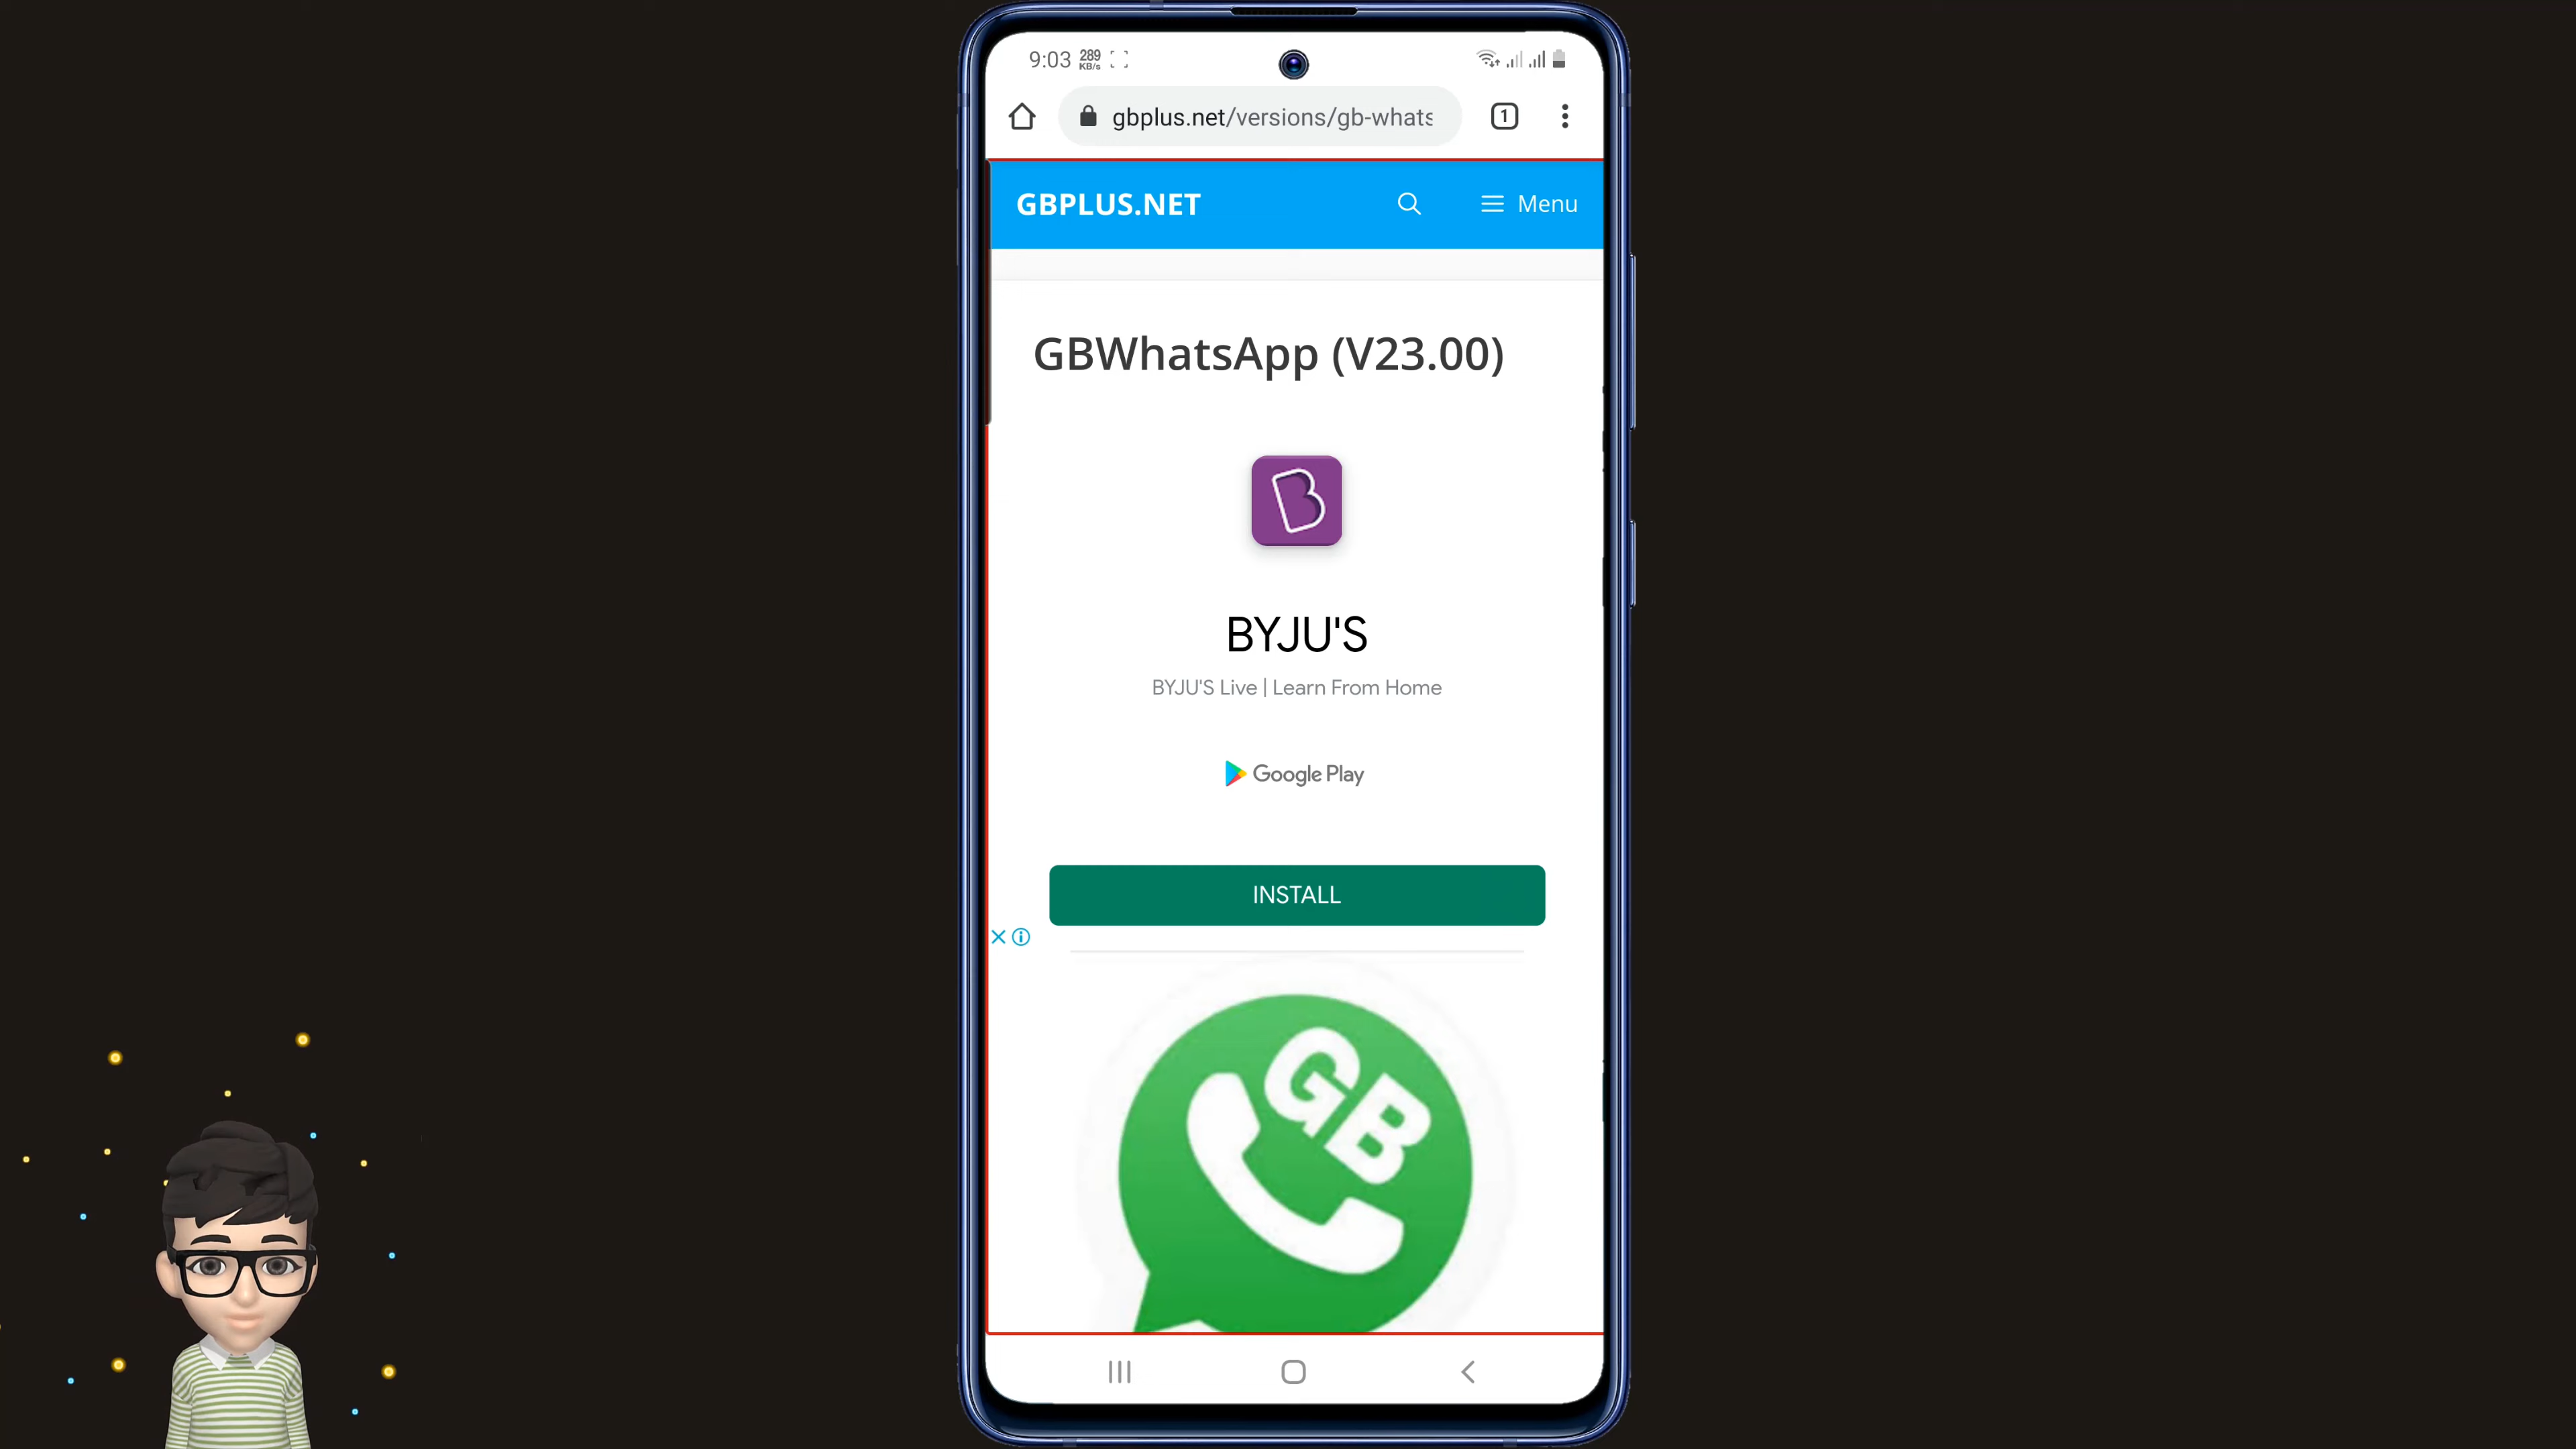 9:03 289 KB/s
gbplus.net/versions/gb-whats
1
GBPLUS.NET
Menu
GBWhatsApp (V23.00)
B
BYJU'S
BYJU'S Live | Learn From Home
Google Play
INSTALL
GB